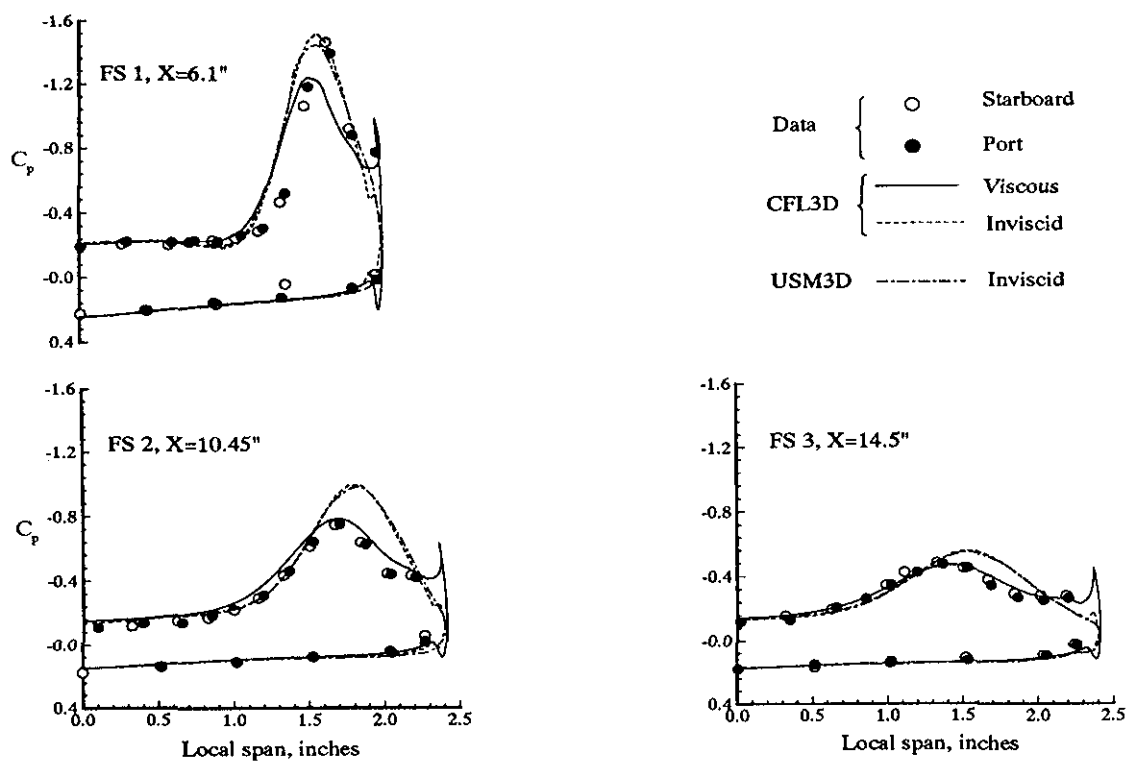 -1.6
FS 1, X=6.1"
-1.2
-0.8
C_p
-0.4
-0.0
0.4
Data
Starboard
Port
CFL3D
Viscous
Inviscid
USM3D
Inviscid
-1.6
FS 2, X=10.45"
-1.2
-0.8
C_p
-0.4
-0.0
0.4
0.0 0.5 1.0 1.5 2.0 2.5
Local span, inches
-1.6
FS 3, X=14.5"
-1.2
-0.8
-0.4
-0.0
0.4
0.0 0.5 1.0 1.5 2.0 2.5
Local span, inches